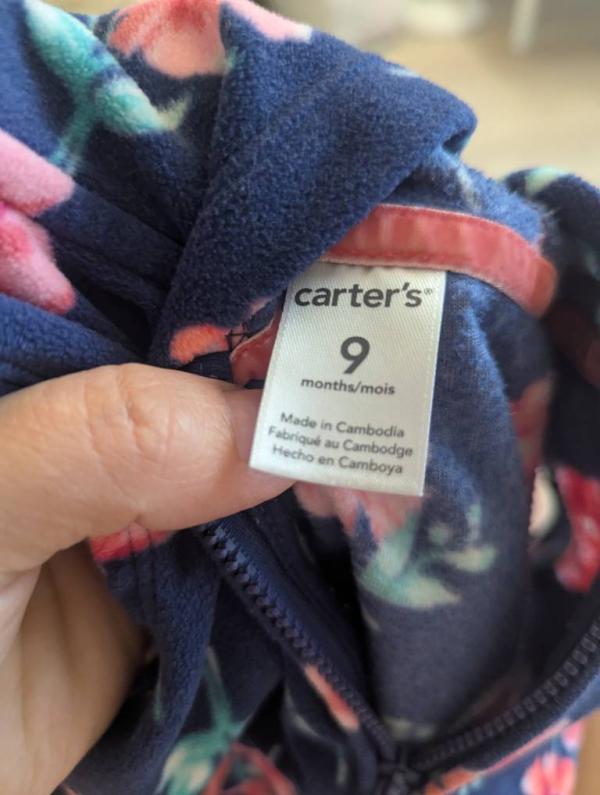 carter's®
9
months/mois
Made in Cambodia
Fabriqué au Cambodge
Hecho en Camboya